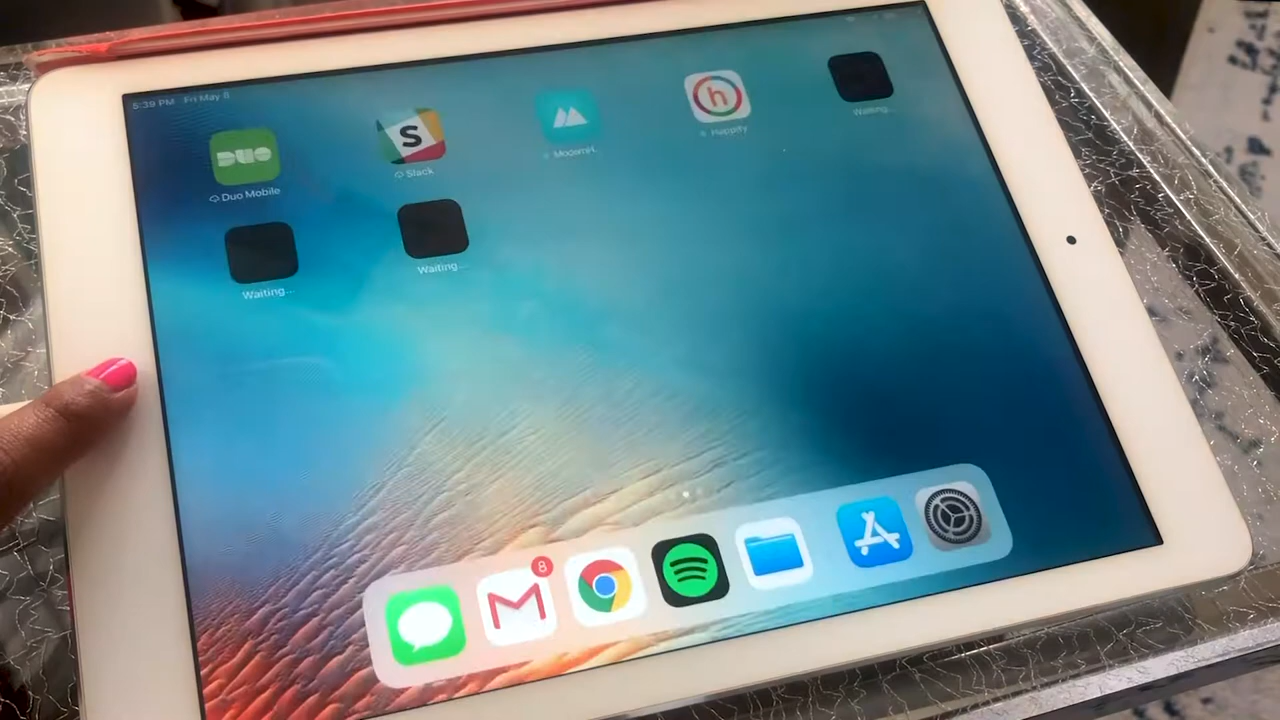 5:39 PM Fri May 8
DUO
S
h
Duo Mobile
Slack
Happify
Waiting...
Waiting...
Waiting...
8